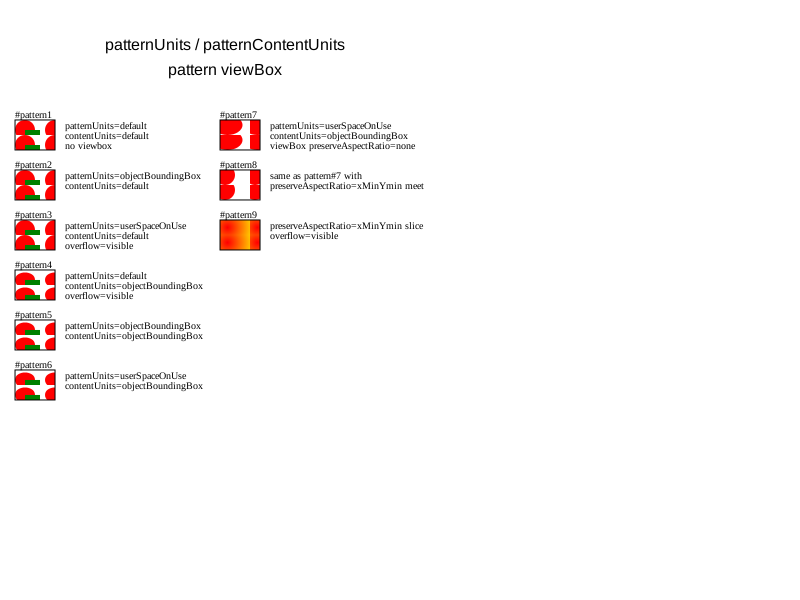 patternUnits / patternContentUnits
pattern viewBox
#pattern1
patternUnits=default
contentUnits=default
no viewbox
#pattern2
patternUnits=objectBoundingBox
contentUnits=default
#pattern3
patternUnits=userSpaceOnUse
contentUnits=default
overflow=visible
#pattern4
patternUnits=default
contentUnits=objectBoundingBox
overflow=visible
#pattern5
patternUnits=objectBoundingBox
contentUnits=objectBoundingBox
#pattern6
patternUnits=userSpaceOnUse
contentUnits=objectBoundingBox
#pattern7
patternUnits=userSpaceOnUse
contentUnits=objectBoundingBox
viewBox preserveAspectRatio=none
#pattern8
same as pattern#7 with
preserveAspectRatio=xMinYmin meet
#pattern9
preserveAspectRatio=xMinYmin slice
overflow=visible